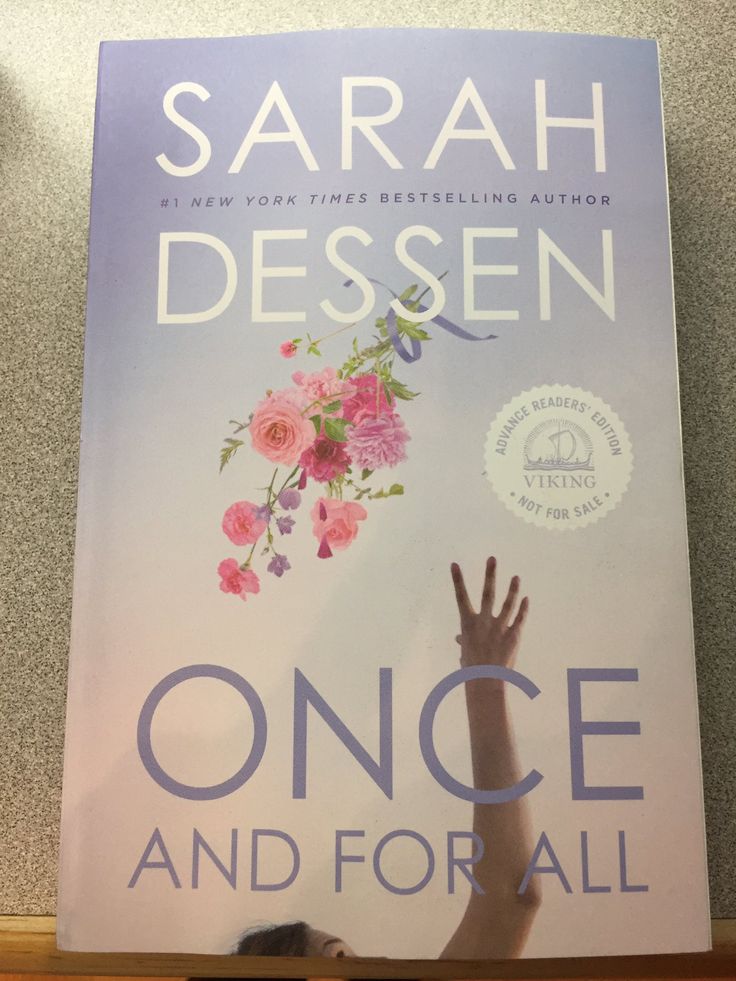 SARAH
#1 NEW YORK TIMES BESTSELLING AUTHOR
DESSEN
ADVANCE READERS' EDITION
VIKING
• NOT FOR SALE •
ONCE
AND FOR ALL